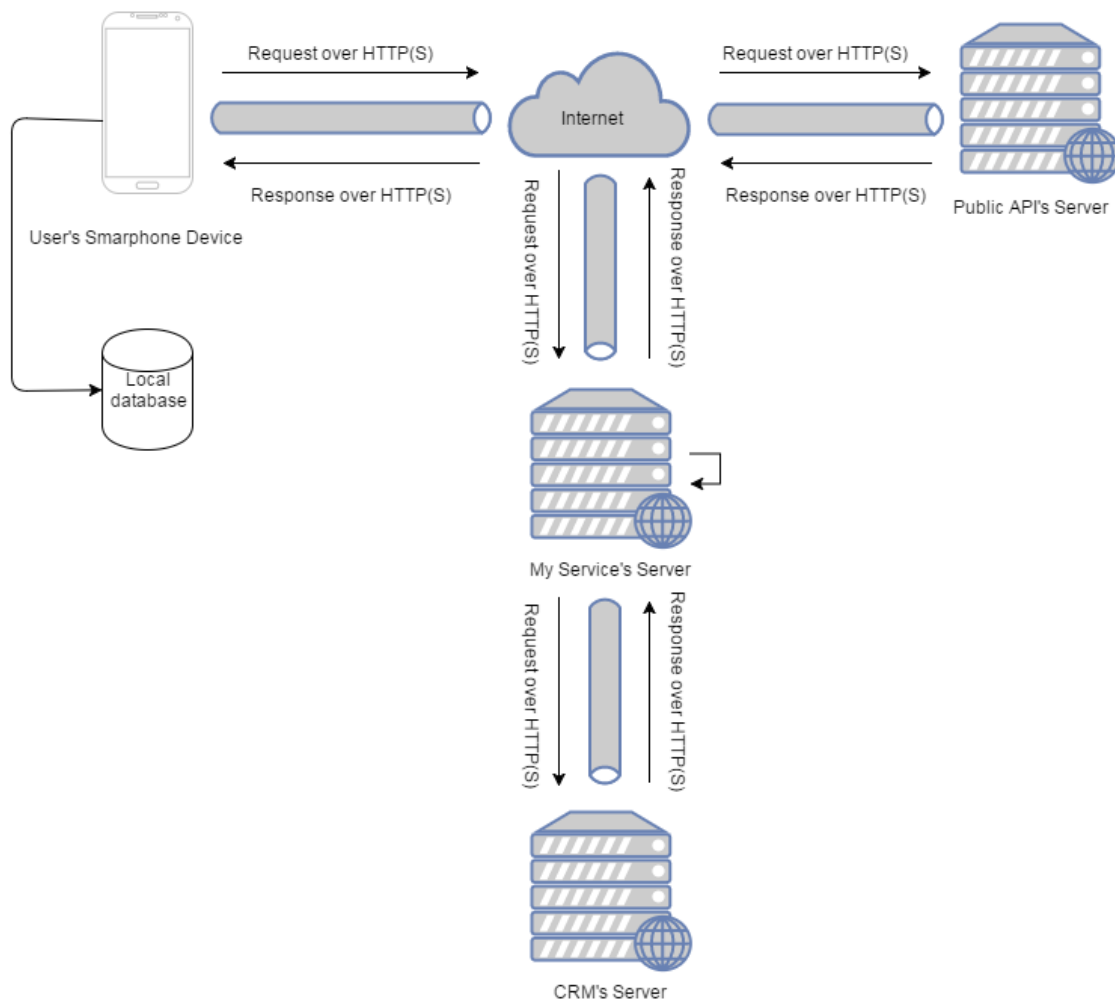 Request over HTTP(S)
Request over HTTP(S)
Internet
Response over HTTP(S)
Response over HTTP(S)
User's Smarphone Device
Public API's Server
Request over HTTP(S)
Response over HTTP(S)
Local
database
My Service's Server
Request over HTTP(S)
Response over HTTP(S)
CRM's Server